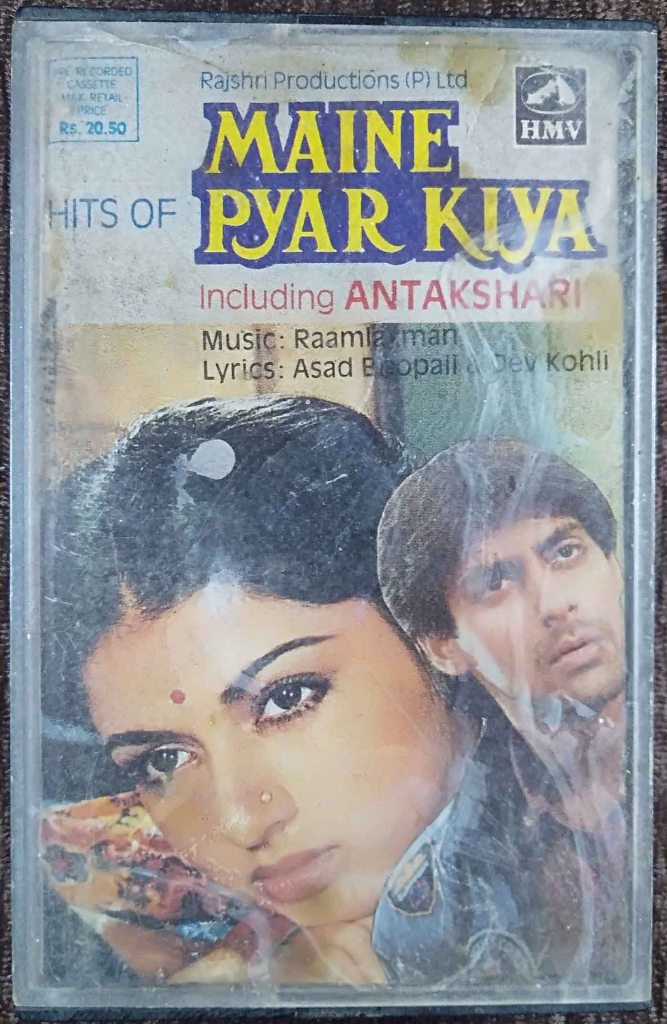 PRE RECORDED
CASSETTE
MAX. RETAIL
PRICE
Rs. 20.50
Rajshri Productions (P) Ltd
HMV
HITS OF
MAINE
PYAR KIYA
Including ANTAKSHARI
Music: Raamlaxman
Lyrics: Asad Bhopali & Dev Kohli